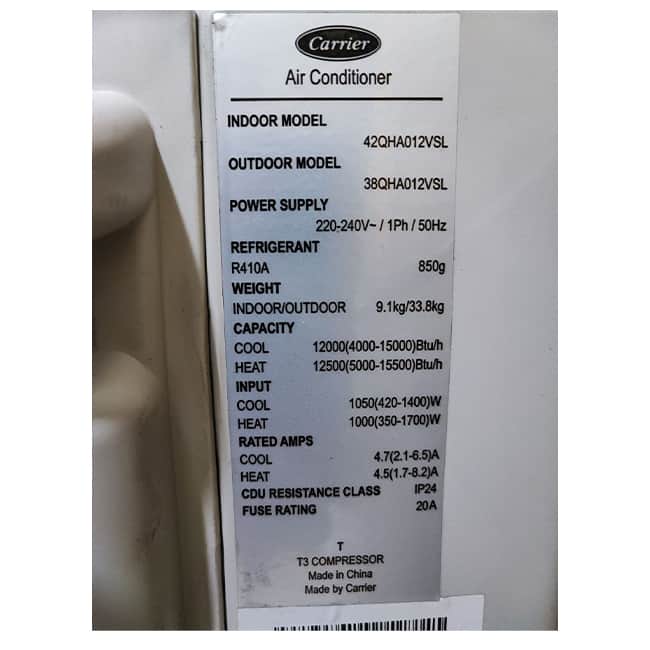 Carrier
Air Conditioner
INDOOR MODEL
42QHA012VSL
OUTDOOR MODEL
38QHA012VSL
POWER SUPPLY
220-240V~ / 1Ph / 50Hz
REFRIGERANT
R410A 850g
WEIGHT
INDOOR/OUTDOOR 9.1kg/33.8kg
CAPACITY
COOL 12000(4000-15000)Btu/h
HEAT 12500(5000-15500)Btu/h
INPUT
COOL 1050(420-1400)W
HEAT 1000(350-1700)W
RATED AMPS
COOL 4.7(2.1-6.5)A
HEAT 4.5(1.7-8.2)A
CDU RESISTANCE CLASS IP24
FUSE RATING 20A
T
T3 COMPRESSOR
Made in China
Made by Carrier